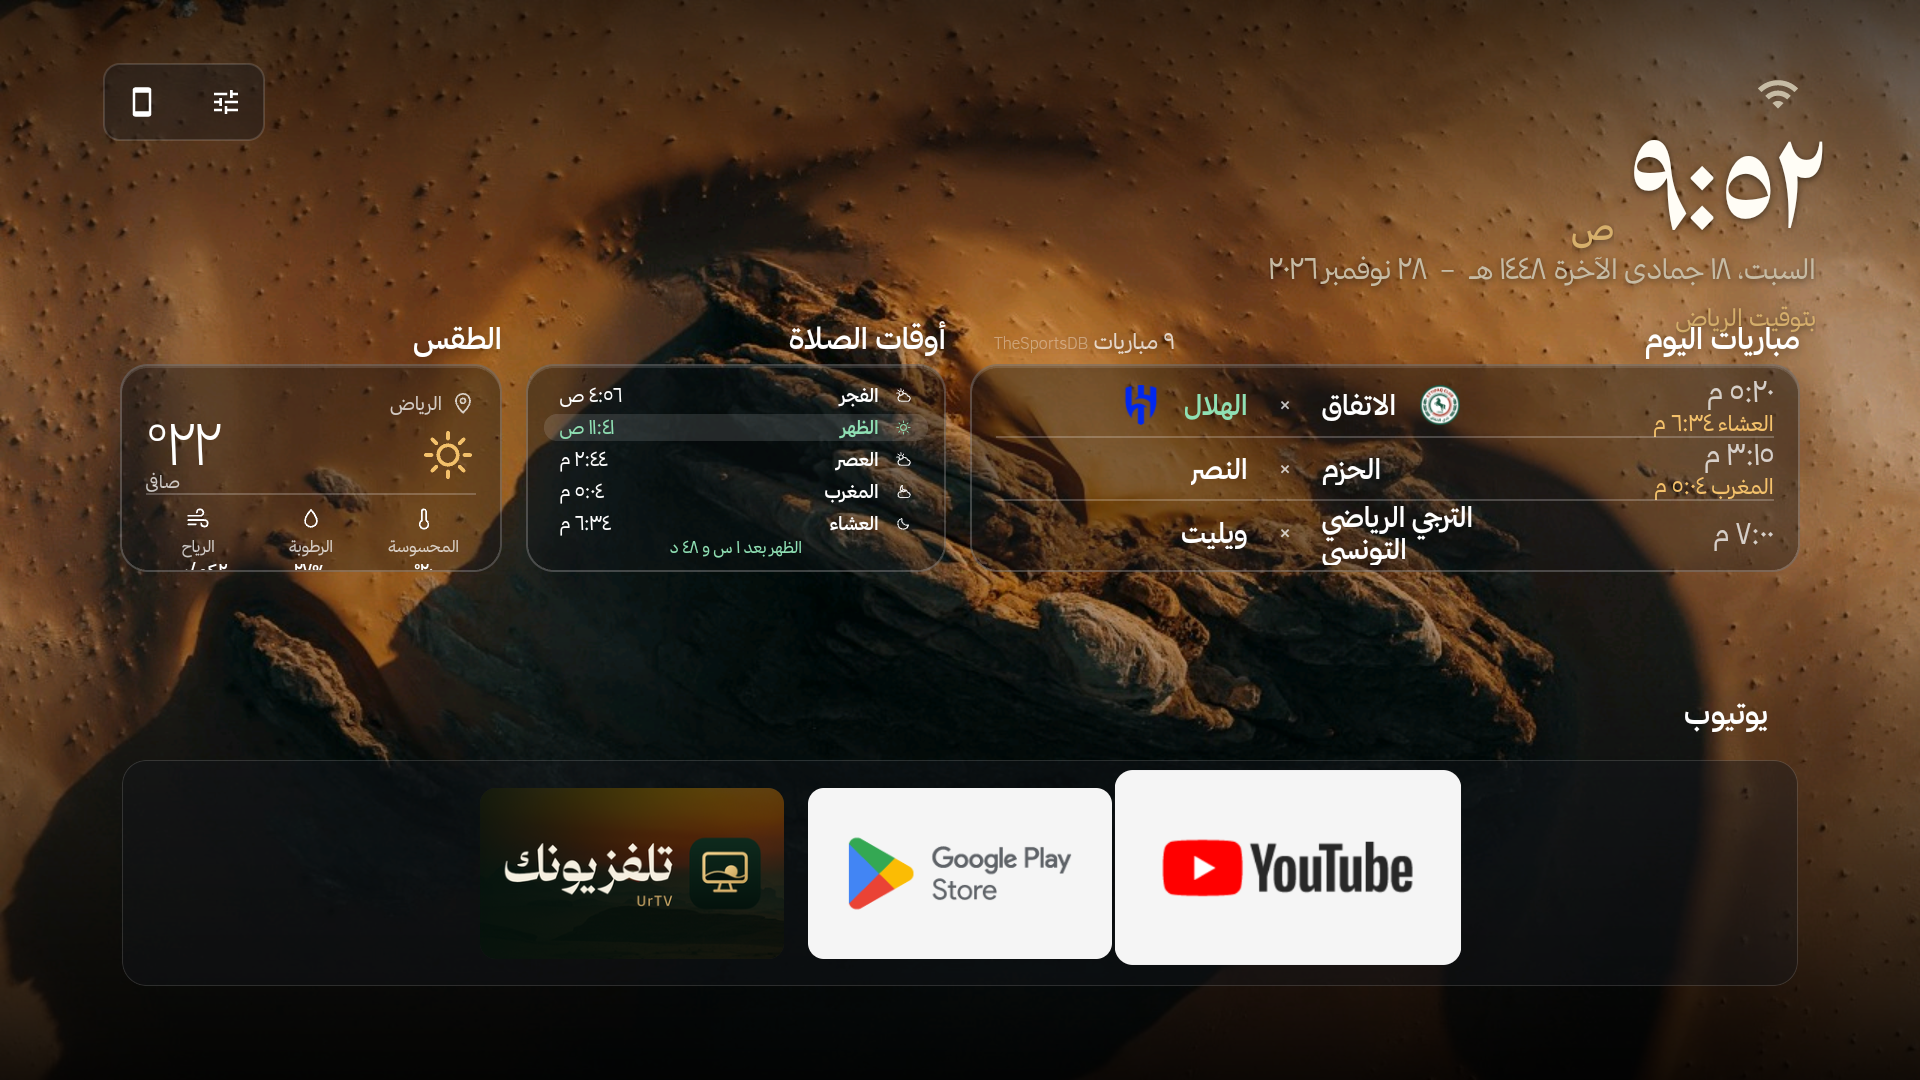 ٩:٥٢ ص
السبت، ١٨ جمادى الآخرة ١٤٤٨ هـ – ٢٨ نوفمبر ٢٠٢٦
بتوقيت الرياض
مباريات اليوم
٩ مباريات TheSportsDB
٥:٢٠ م
العشاء ٦:٣٤ م
الاتفاق × الهلال
٣:١٥ م
المغرب ٥:٠٤ م
الحزم × النصر
٧:٠٠ م
الترجي الرياضي التونسي × ويليت
أوقات الصلاة
الفجر ٤:٥٦ ص
الظهر ١١:٤١ ص
العصر ٢:٤٤ م
المغرب ٥:٠٤ م
العشاء ٦:٣٤ م
الظهر بعد ١ س و ٤٨ د
الطقس
الرياض
٢٢°
صافي
المحسوسة
الرطوبة
الرياح
يوتيوب
YouTube
Google Play
Store
تلفزيونك
UrTV